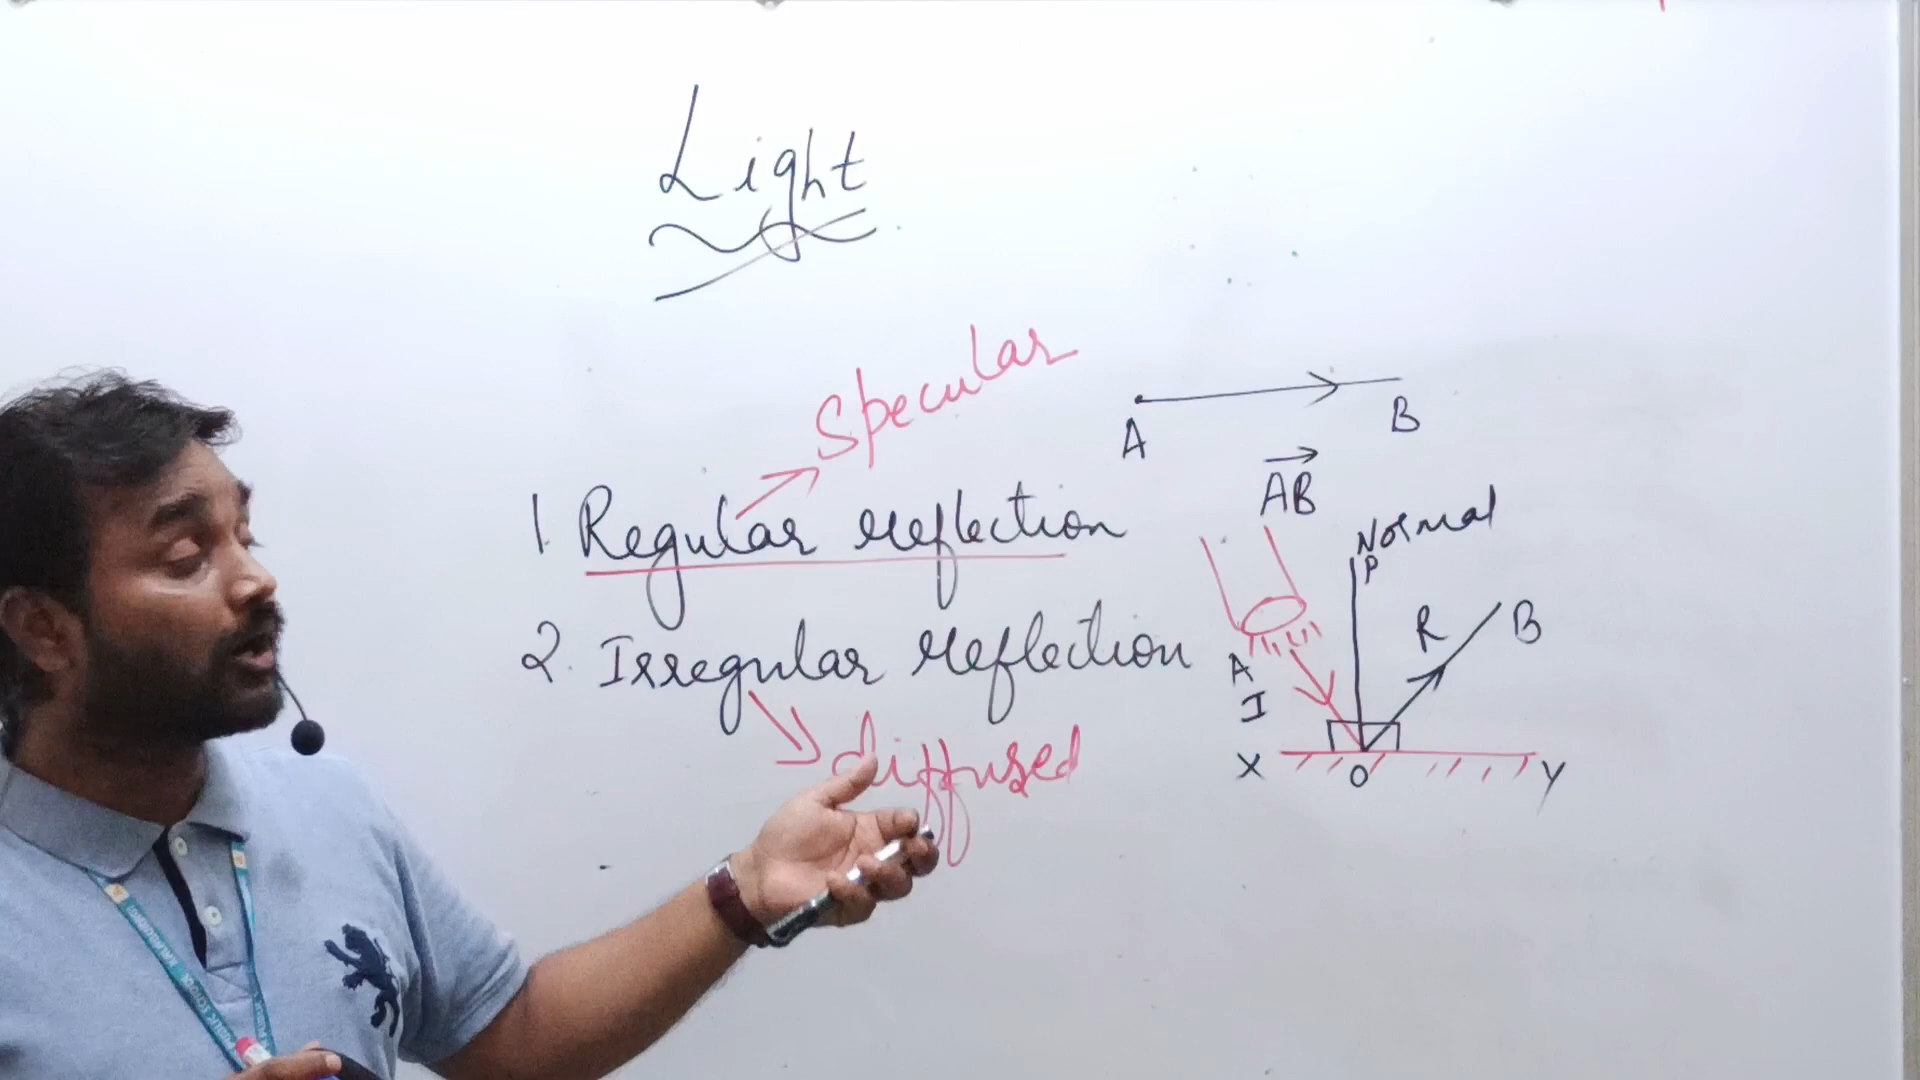 Light
Specular
1. Regular reflection
2. Irregular reflection
diffused
A B
AB
Normal
P
R B
A
I
X O Y